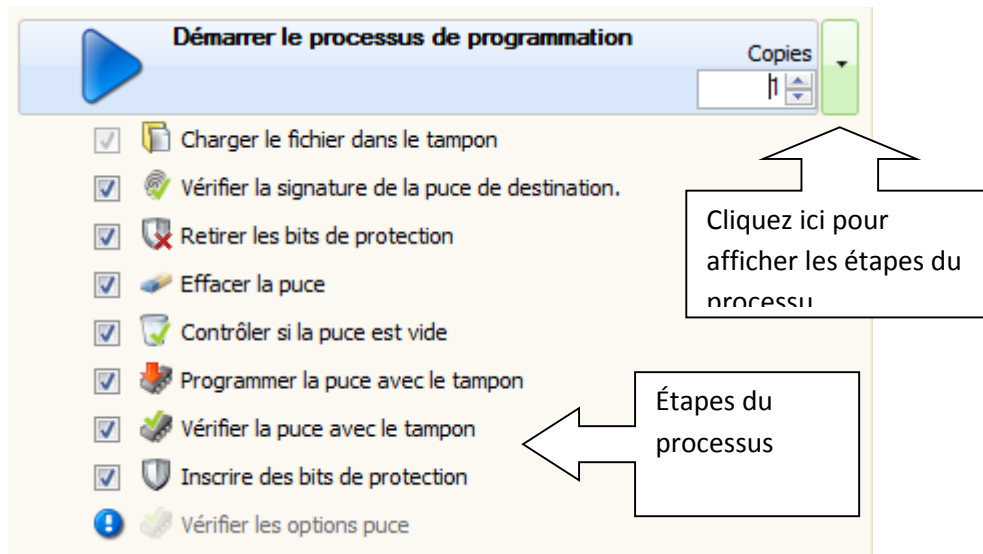 Démarrer le processus de programmation
Copies
1
Charger le fichier dans le tampon
Vérifier la signature de la puce de destination.
Retirer les bits de protection
Effacer la puce
Contrôler si la puce est vide
Programmer la puce avec le tampon
Vérifier la puce avec le tampon
Inscrire des bits de protection
Vérifier les options puce
Cliquez ici pour
afficher les étapes du
processu
Étapes du
processus